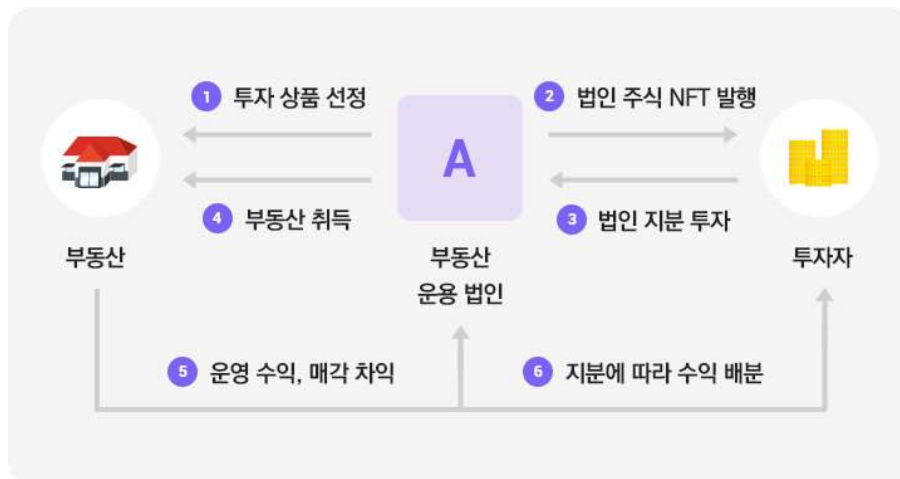 1 투자 상품 선정
2 법인 주식 NFT 발행
A
4 부동산 취득
3 법인 지분 투자
부동산
부동산
운용 법인
투자자
5 운영 수익, 매각 차익
6 지분에 따라 수익 배분